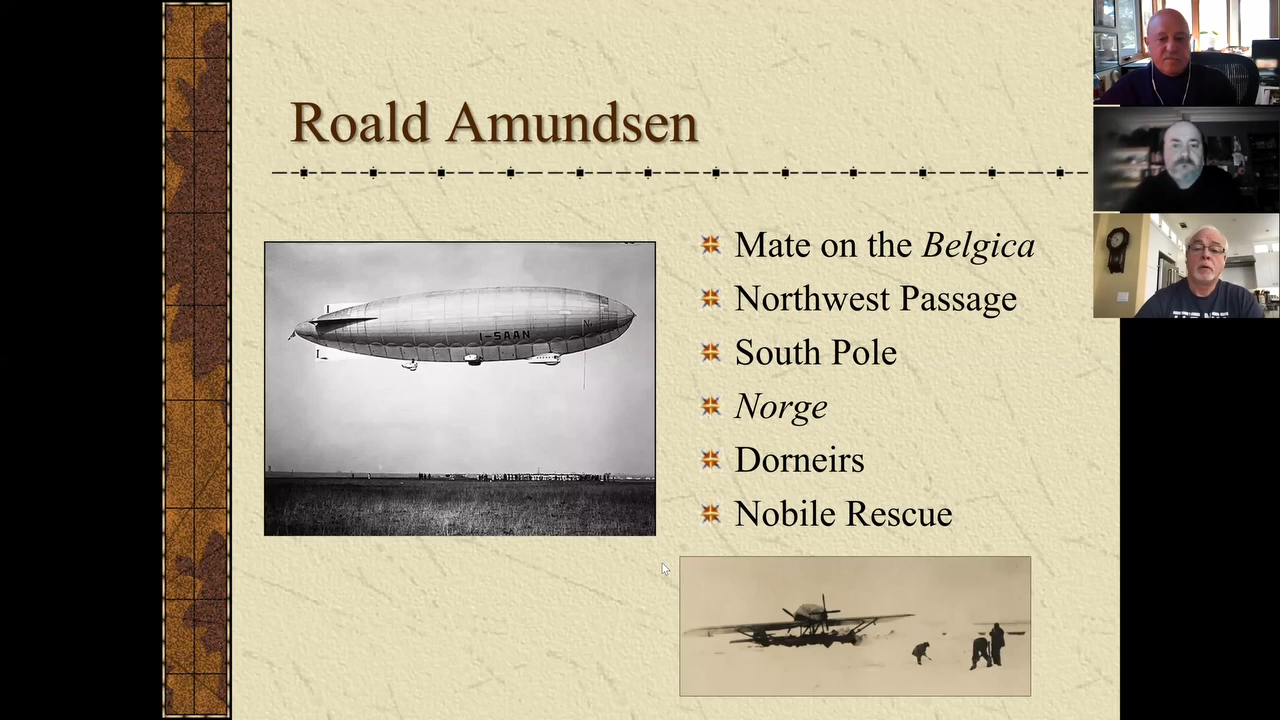 Roald Amundsen
Mate on the Belgica
Northwest Passage
South Pole
Norge
Dorneirs
Nobile Rescue
I-SAAN